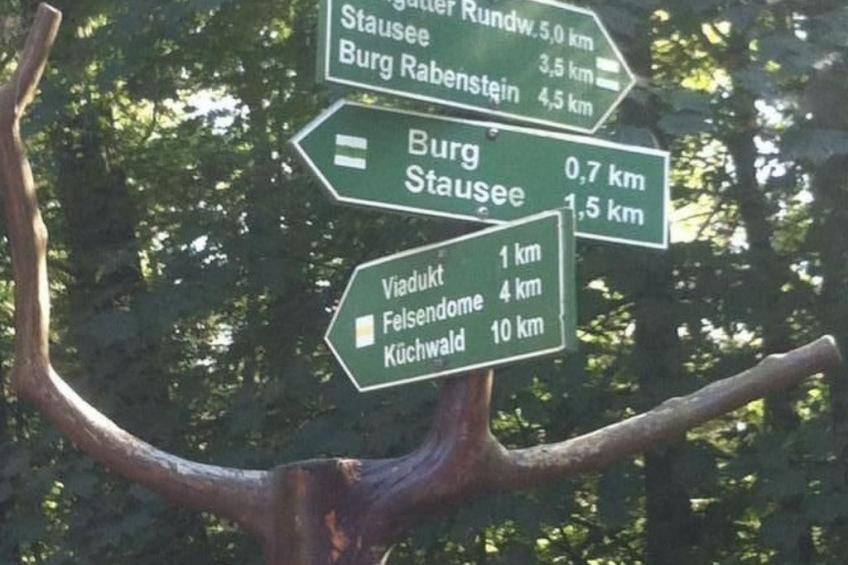 Rundw. 5,0 km
Stausee 3,5 km
Burg Rabenstein 4,5 km
Burg 0,7 km
Stausee 1,5 km
Viadukt 1 km
Felsendome 4 km
Küchwald 10 km